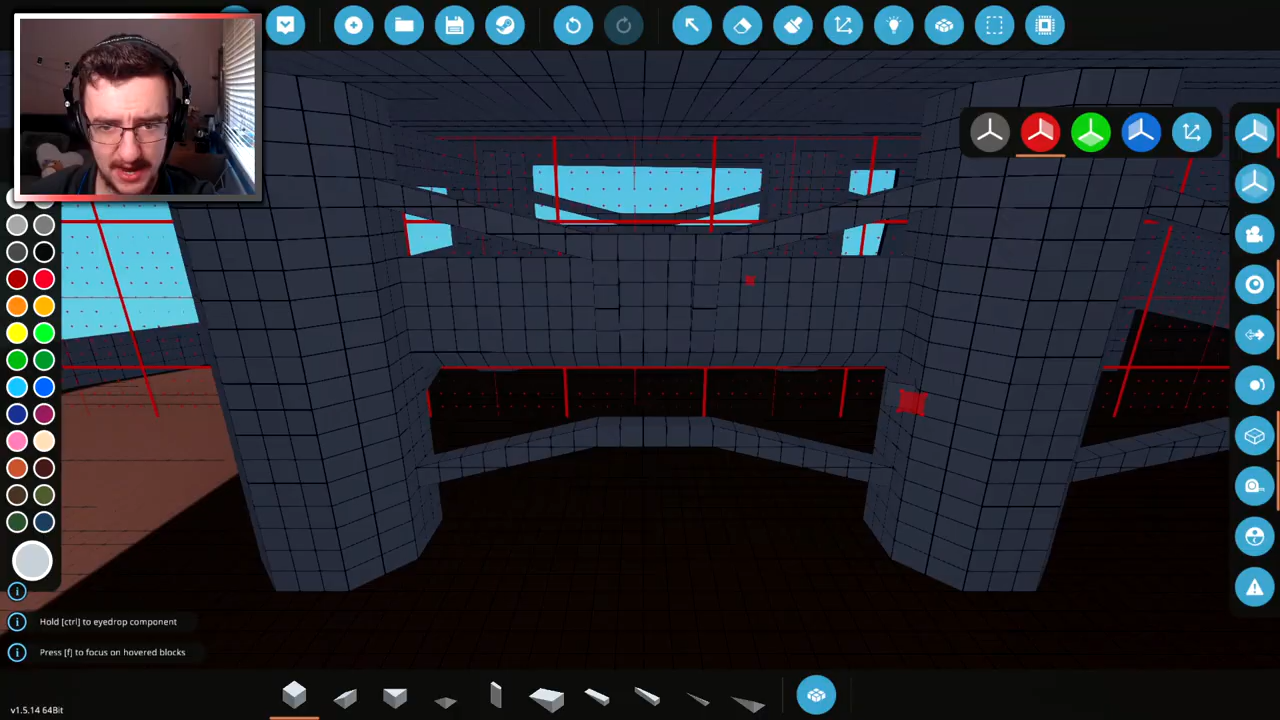 Hold [ctrl] to eyedrop component
Press [f] to focus on hovered blocks
v1.5.14 64Bit